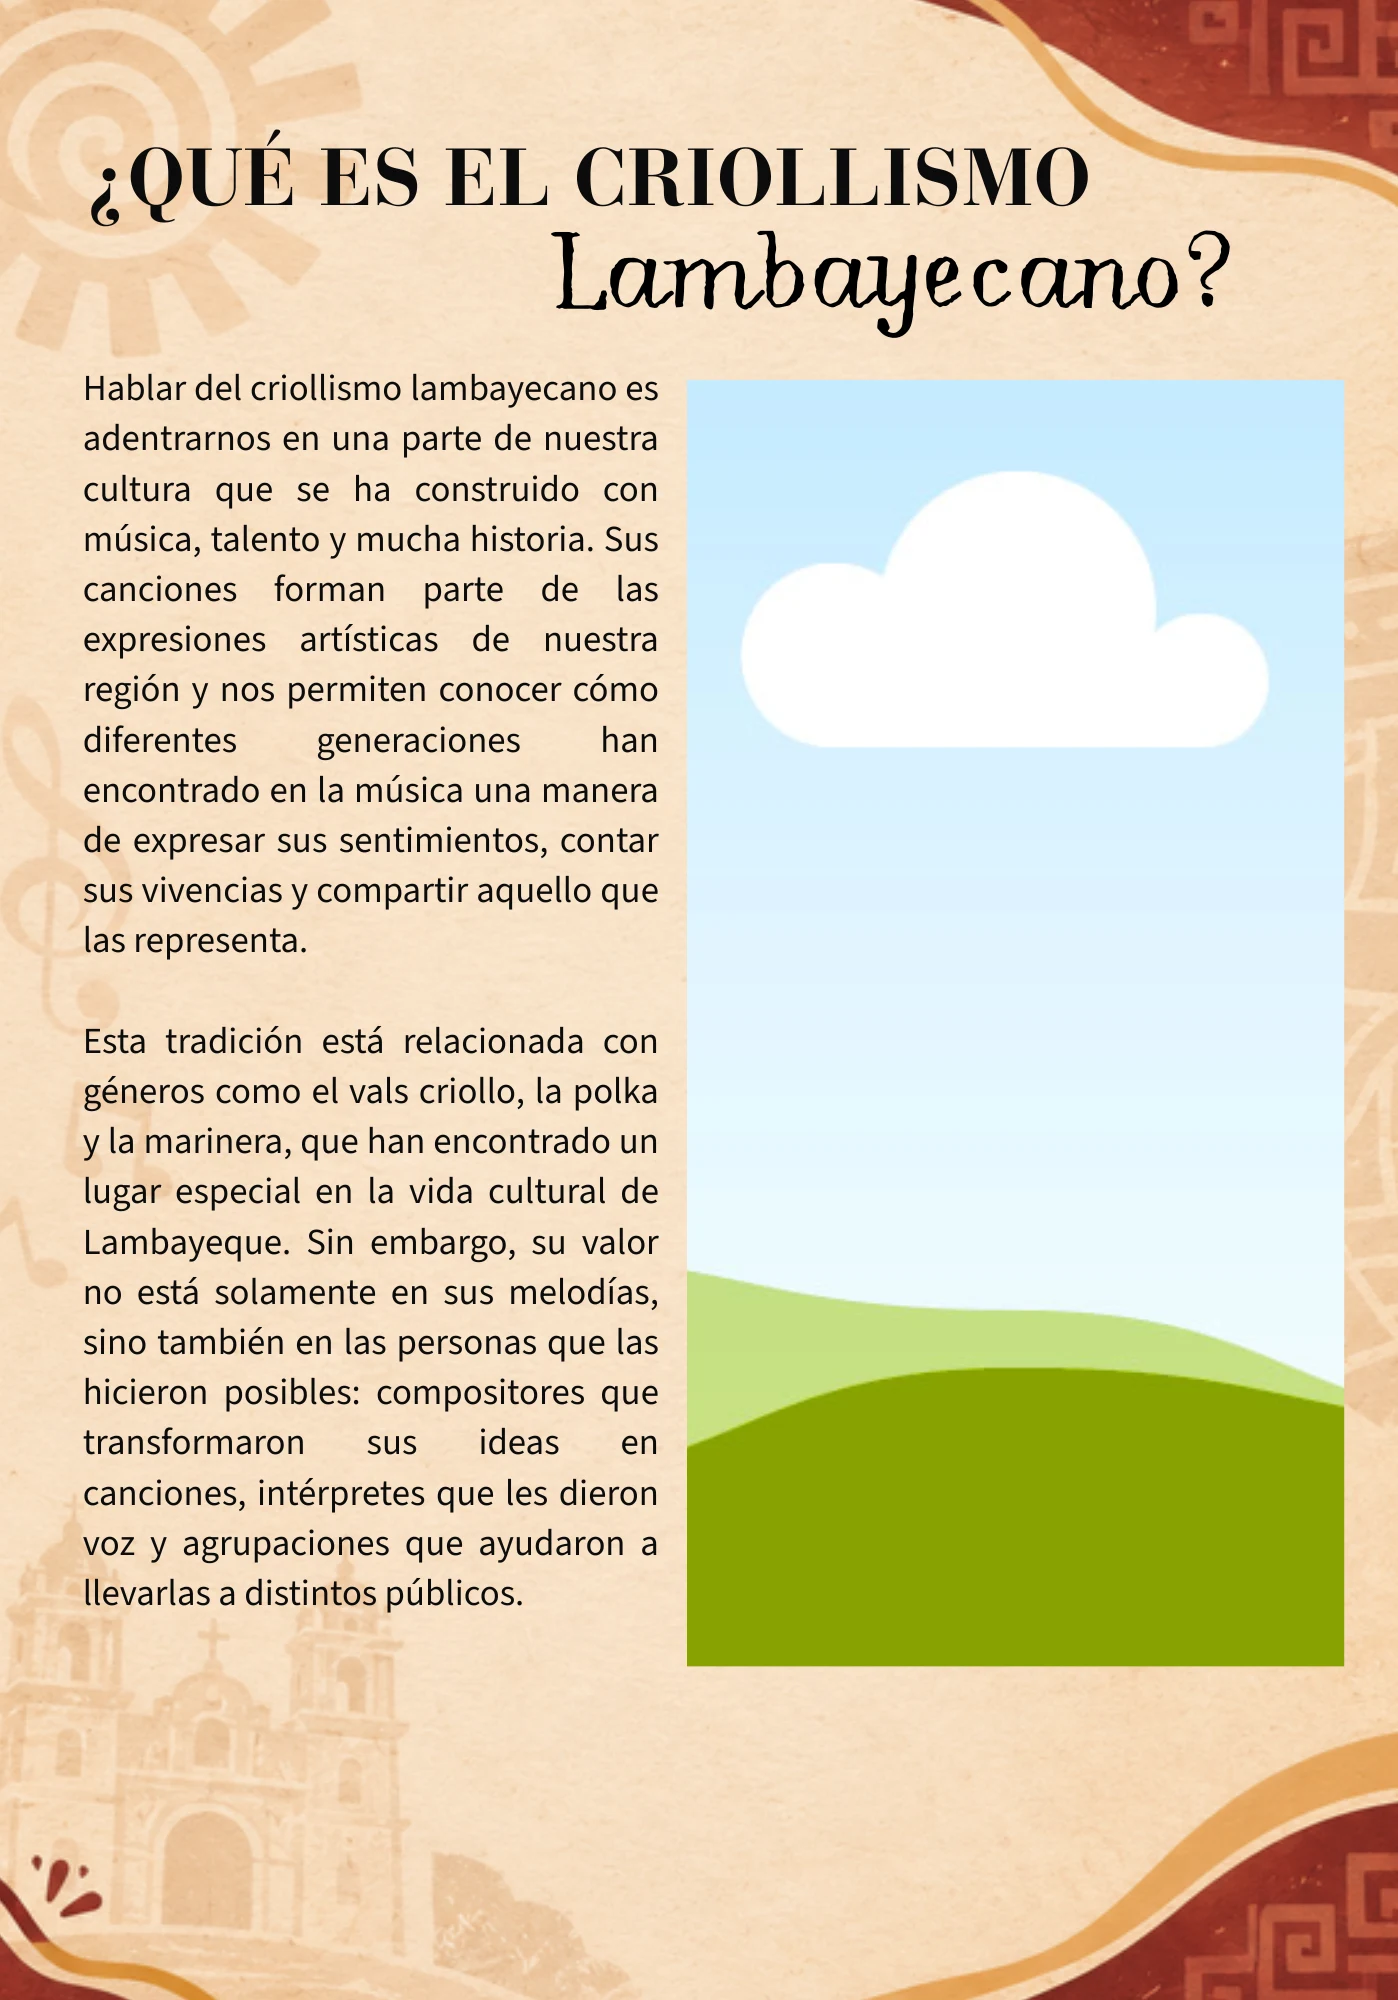 ¿QUÉ ES EL CRIOLLISMO
Lambayecano?
Hablar del criollismo lambayecano es
adentrarnos en una parte de nuestra
cultura que se ha construido con
música, talento y mucha historia. Sus
canciones forman parte de las
expresiones artísticas de nuestra
región y nos permiten conocer cómo
diferentes generaciones han
encontrado en la música una manera
de expresar sus sentimientos, contar
sus vivencias y compartir aquello que
las representa.
Esta tradición está relacionada con
géneros como el vals criollo, la polka
y la marinera, que han encontrado un
lugar especial en la vida cultural de
Lambayeque. Sin embargo, su valor
no está solamente en sus melodías,
sino también en las personas que las
hicieron posibles: compositores que
transformaron sus ideas en
canciones, intérpretes que les dieron
voz y agrupaciones que ayudaron a
llevarlas a distintos públicos.